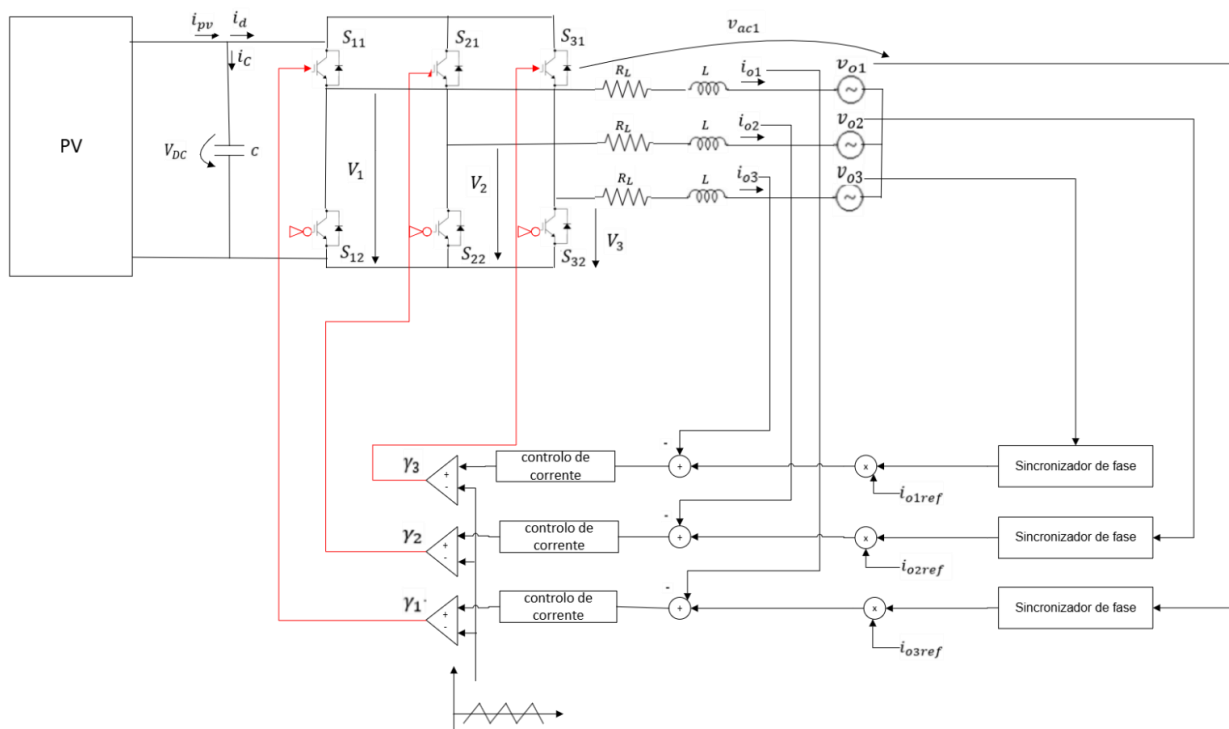 i_pv
i_d
S_11
S_21
S_31
v_ac1
i_C
R_L
L
i_o1
v_o1
PV
V_DC
C
V_1
V_2
R_L
L
i_o2
v_o2
R_L
L
i_o3
v_o3
S_12
S_22
S_32
V_3
-
γ_3
+
-
controlo de
corrente
+
x
Sincronizador de fase
i_o1ref
-
γ_2
+
-
controlo de
corrente
+
x
Sincronizador de fase
i_o2ref
-
γ_1
+
-
controlo de
corrente
+
x
Sincronizador de fase
i_o3ref